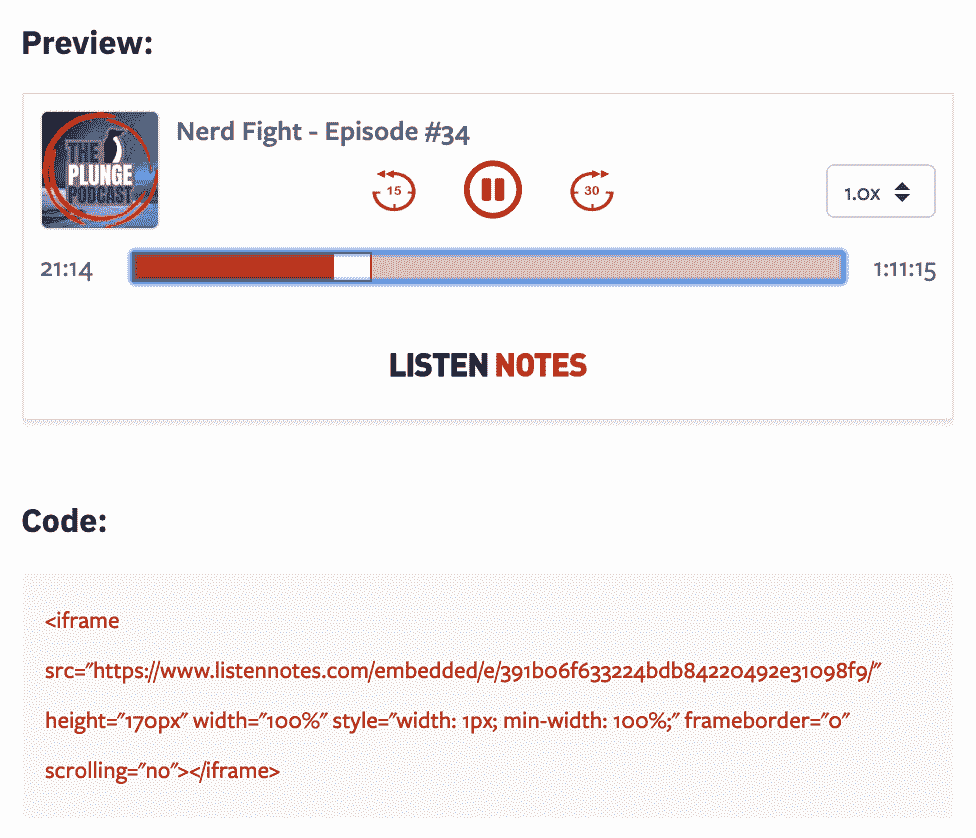 Preview:
THE
PLUNGE
PODCAST
Nerd Fight - Episode #34
15
30
1.0x
21:14
1:11:15
LISTEN NOTES
Code:
<iframe
src="https://www.listennotes.com/embedded/e/391b06f633224bdb84220492e31098f9/"
height="170px" width="100%" style="width: 1px; min-width: 100%;" frameborder="0"
scrolling="no"></iframe>